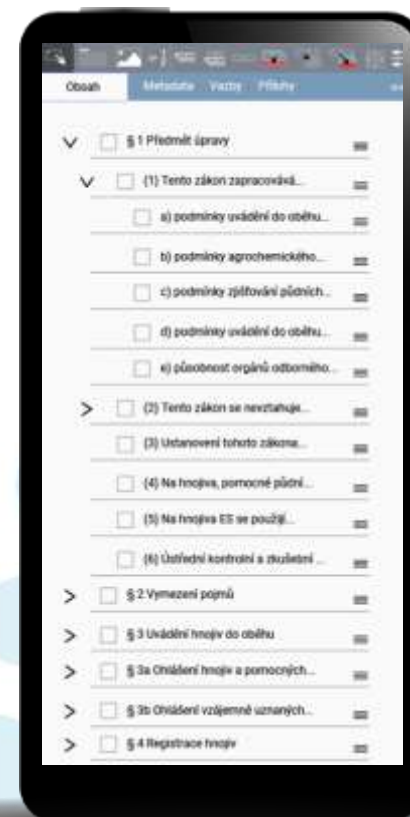 Obsah Metadata Vazby Přílohy
§ 1 Předmět úpravy
(1) Tento zákon zapracovává...
a) podmínky uvádění do oběhu...
b) podmínky agrochemického...
c) podmínky zjišťování půdních...
d) podmínky uvádění do oběhu...
e) působnost orgánů odborného...
(2) Tento zákon se nevztahuje...
(3) Ustanovení tohoto zákona...
(4) Na hnojiva, pomocné půdní...
(5) Na hnojiva ES se použijí...
(6) Ústřední kontrolní a zkušební ...
§ 2 Vymezení pojmů
§ 3 Uvádění hnojiv do oběhu
§ 3a Ohlášení hnojiv a pomocných...
§ 3b Ohlášení vzájemně uznaných...
§ 4 Registrace hnojiv